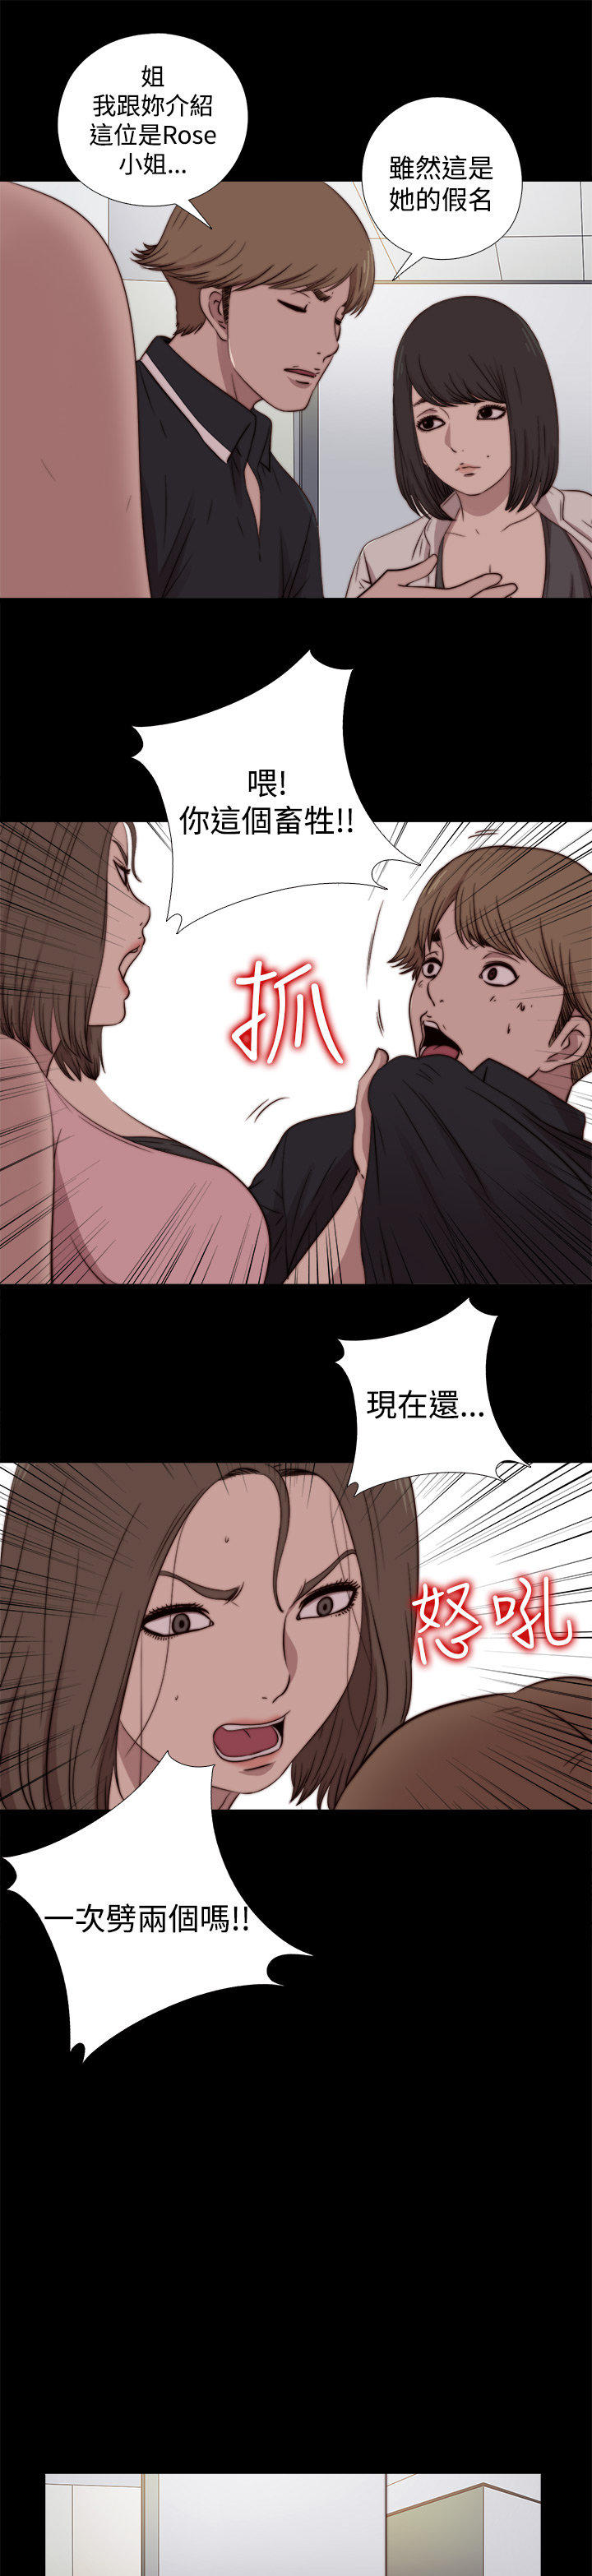 姐
我跟妳介紹
這位是Rose
小姐...
雖然這是
她的假名
喂!
你這個畜牲!!
抓
現在還...
怒吼
一次劈兩個嗎!!